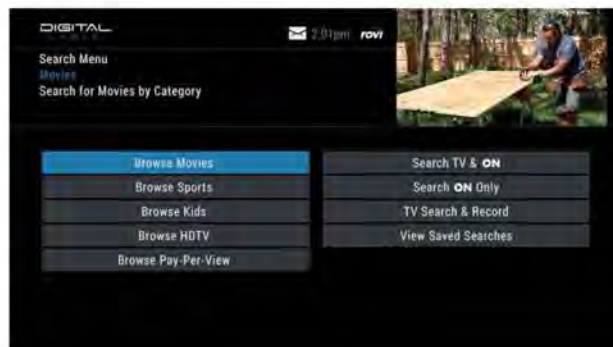 DIGITAL
2:01pm rovi
Search Menu
Movies
Search for Movies by Category
Browse Movies
Browse Sports
Browse Kids
Browse HDTV
Browse Pay-Per-View
Search TV & ON
Search ON Only
TV Search & Record
View Saved Searches